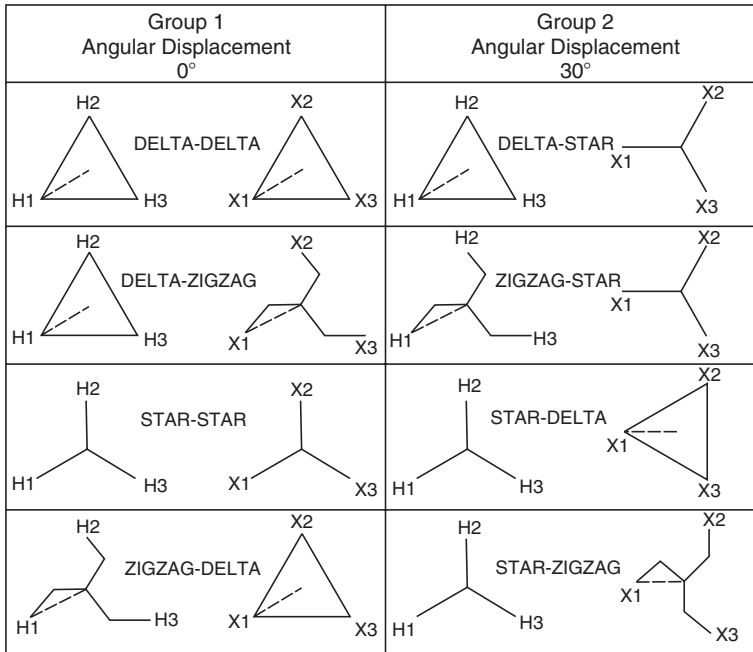 Group 1
Angular Displacement
0°
Group 2
Angular Displacement
30°
H2
X2
DELTA-DELTA
H1
H3
X1
X3
H2
X2
DELTA-STAR
X1
H1
H3
X3
H2
X2
DELTA-ZIGZAG
H1
H3
X1
X3
H2
X2
ZIGZAG-STAR
X1
H1
H3
X3
H2
X2
STAR-STAR
H1
H3
X1
X3
H2
X2
STAR-DELTA
X1
H1
H3
X3
H2
X2
ZIGZAG-DELTA
H1
H3
X1
X3
H2
X2
STAR-ZIGZAG
X1
H1
H3
X3